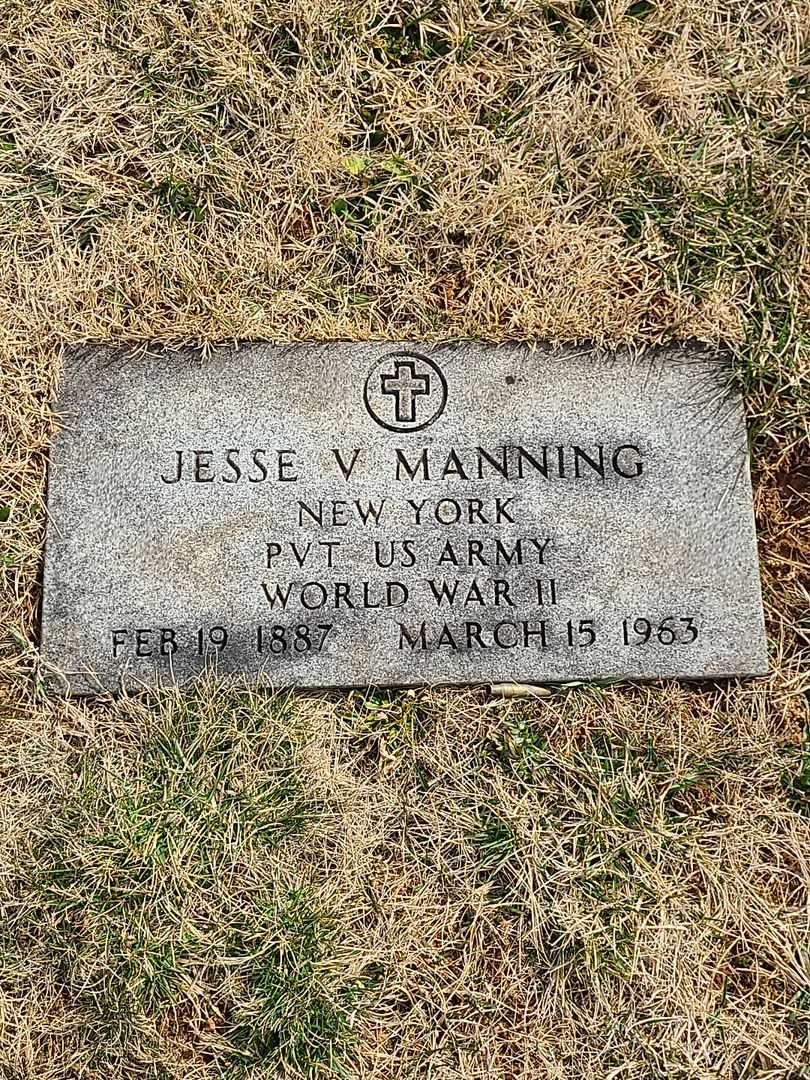 JESSE V MANNING
NEW YORK
PVT US ARMY
WORLD WAR II
FEB 19 1887 MARCH 15 1963